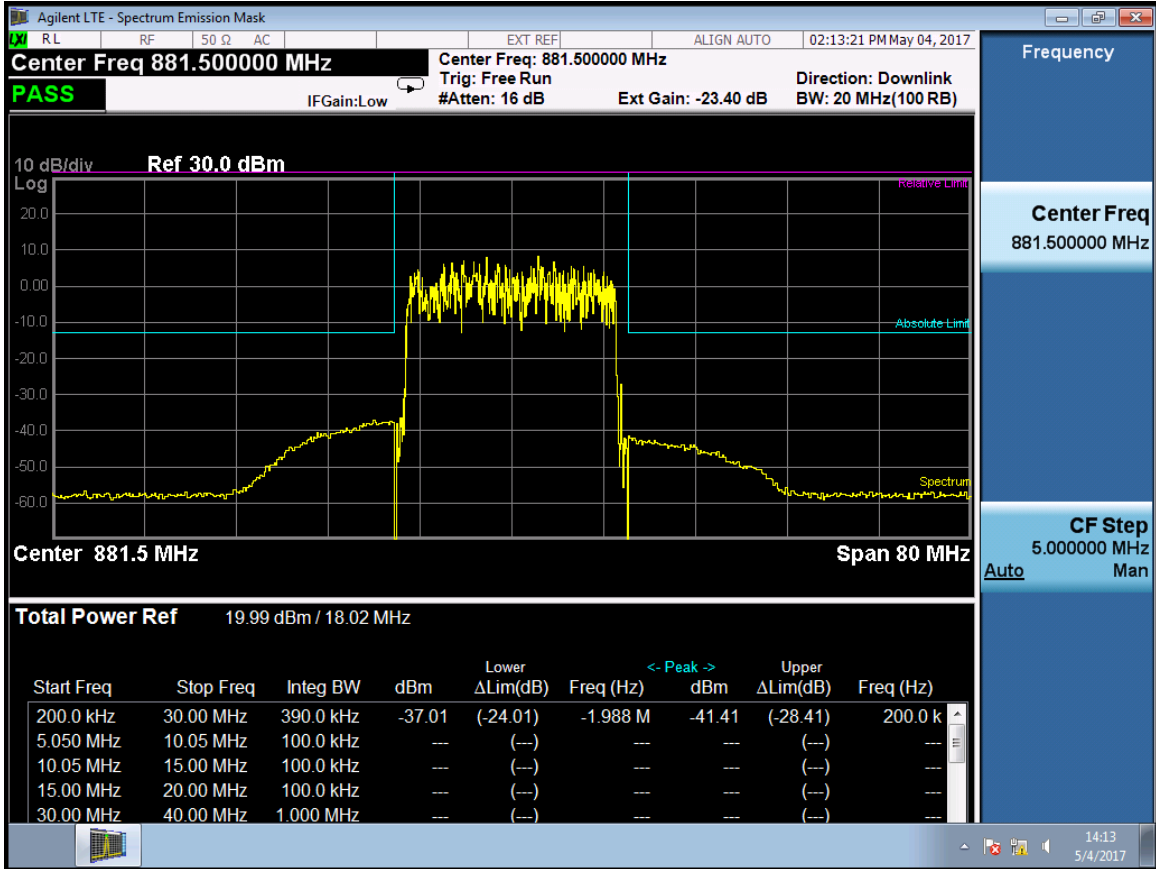 Agilent LTE - Spectrum Emission Mask
LXI RL RF 50 Ω AC EXT REF ALIGN AUTO 02:13:21 PM May 04, 2017
Center Freq 881.500000 MHz
Center Freq: 881.500000 MHz
Trig: Free Run
Direction: Downlink
PASS
IFGain:Low
#Atten: 16 dB
Ext Gain: -23.40 dB
BW: 20 MHz(100 RB)
10 dB/div
Ref 30.0 dBm
Log
Relative Limit
20.0
10.0
0.00
-10.0
Absolute Limit
-20.0
-30.0
-40.0
-50.0
Spectrum
-60.0
Center 881.5 MHz
Span 80 MHz
Total Power Ref 19.99 dBm / 18.02 MHz
Lower <- Peak -> Upper
Start Freq Stop Freq Integ BW dBm ΔLim(dB) Freq (Hz) dBm ΔLim(dB) Freq (Hz)
200.0 kHz 30.00 MHz 390.0 kHz -37.01 (-24.01) -1.988 M -41.41 (-28.41) 200.0 k
5.050 MHz 10.05 MHz 100.0 kHz --- (---) --- --- (---) ---
10.05 MHz 15.00 MHz 100.0 kHz --- (---) --- --- (---) ---
15.00 MHz 20.00 MHz 100.0 kHz --- (---) --- --- (---) ---
30.00 MHz 40.00 MHz 1.000 MHz --- (---) --- --- (---) ---
Frequency
Center Freq
881.500000 MHz
CF Step
5.000000 MHz
Auto Man
14:13
5/4/2017